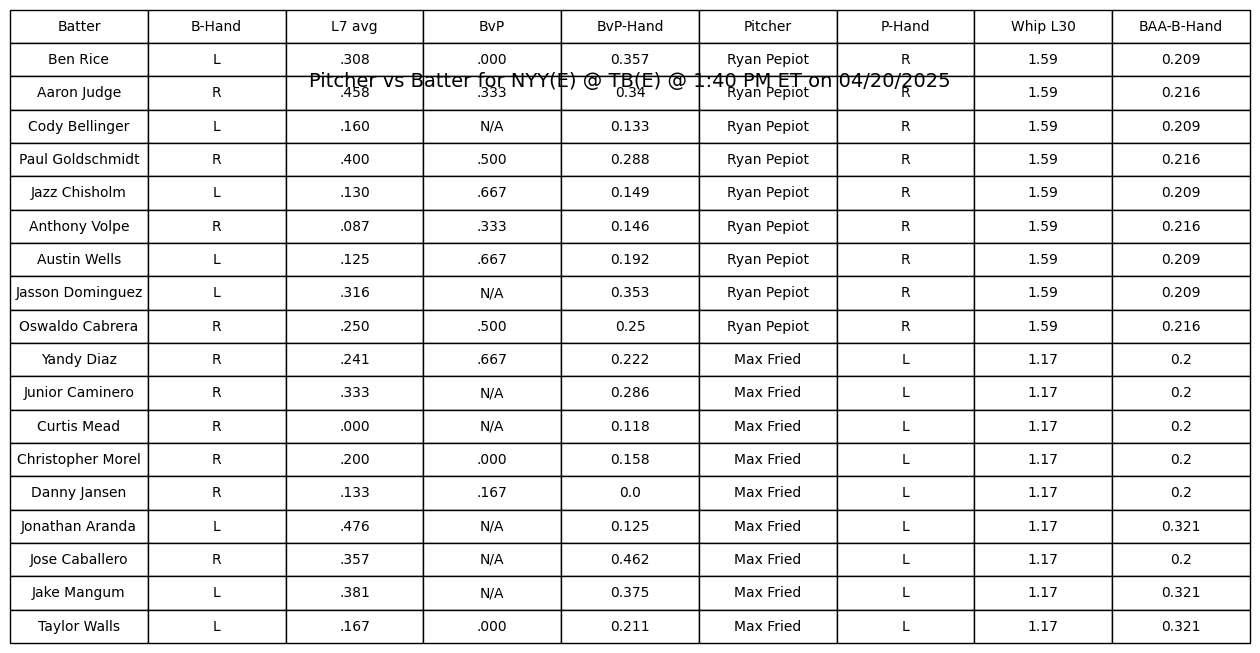 Batter B-Hand L7 avg BvP BvP-Hand Pitcher P-Hand Whip L30 BAA-B-Hand
Ben Rice L .308 .000 0.357 Ryan Pepiot R 1.59 0.209
Pitcher vs Batter for NYY(E) @ TB(E) @ 1:40 PM ET on 04/20/2025
Aaron Judge R .458 .333 0.34 Ryan Pepiot R 1.59 0.216
Cody Bellinger L .160 N/A 0.133 Ryan Pepiot R 1.59 0.209
Paul Goldschmidt R .400 .500 0.288 Ryan Pepiot R 1.59 0.216
Jazz Chisholm L .130 .667 0.149 Ryan Pepiot R 1.59 0.209
Anthony Volpe R .087 .333 0.146 Ryan Pepiot R 1.59 0.216
Austin Wells L .125 .667 0.192 Ryan Pepiot R 1.59 0.209
Jasson Dominguez L .316 N/A 0.353 Ryan Pepiot R 1.59 0.209
Oswaldo Cabrera R .250 .500 0.25 Ryan Pepiot R 1.59 0.216
Yandy Diaz R .241 .667 0.222 Max Fried L 1.17 0.2
Junior Caminero R .333 N/A 0.286 Max Fried L 1.17 0.2
Curtis Mead R .000 N/A 0.118 Max Fried L 1.17 0.2
Christopher Morel R .200 .000 0.158 Max Fried L 1.17 0.2
Danny Jansen R .133 .167 0.0 Max Fried L 1.17 0.2
Jonathan Aranda L .476 N/A 0.125 Max Fried L 1.17 0.321
Jose Caballero R .357 N/A 0.462 Max Fried L 1.17 0.2
Jake Mangum L .381 N/A 0.375 Max Fried L 1.17 0.321
Taylor Walls L .167 .000 0.211 Max Fried L 1.17 0.321